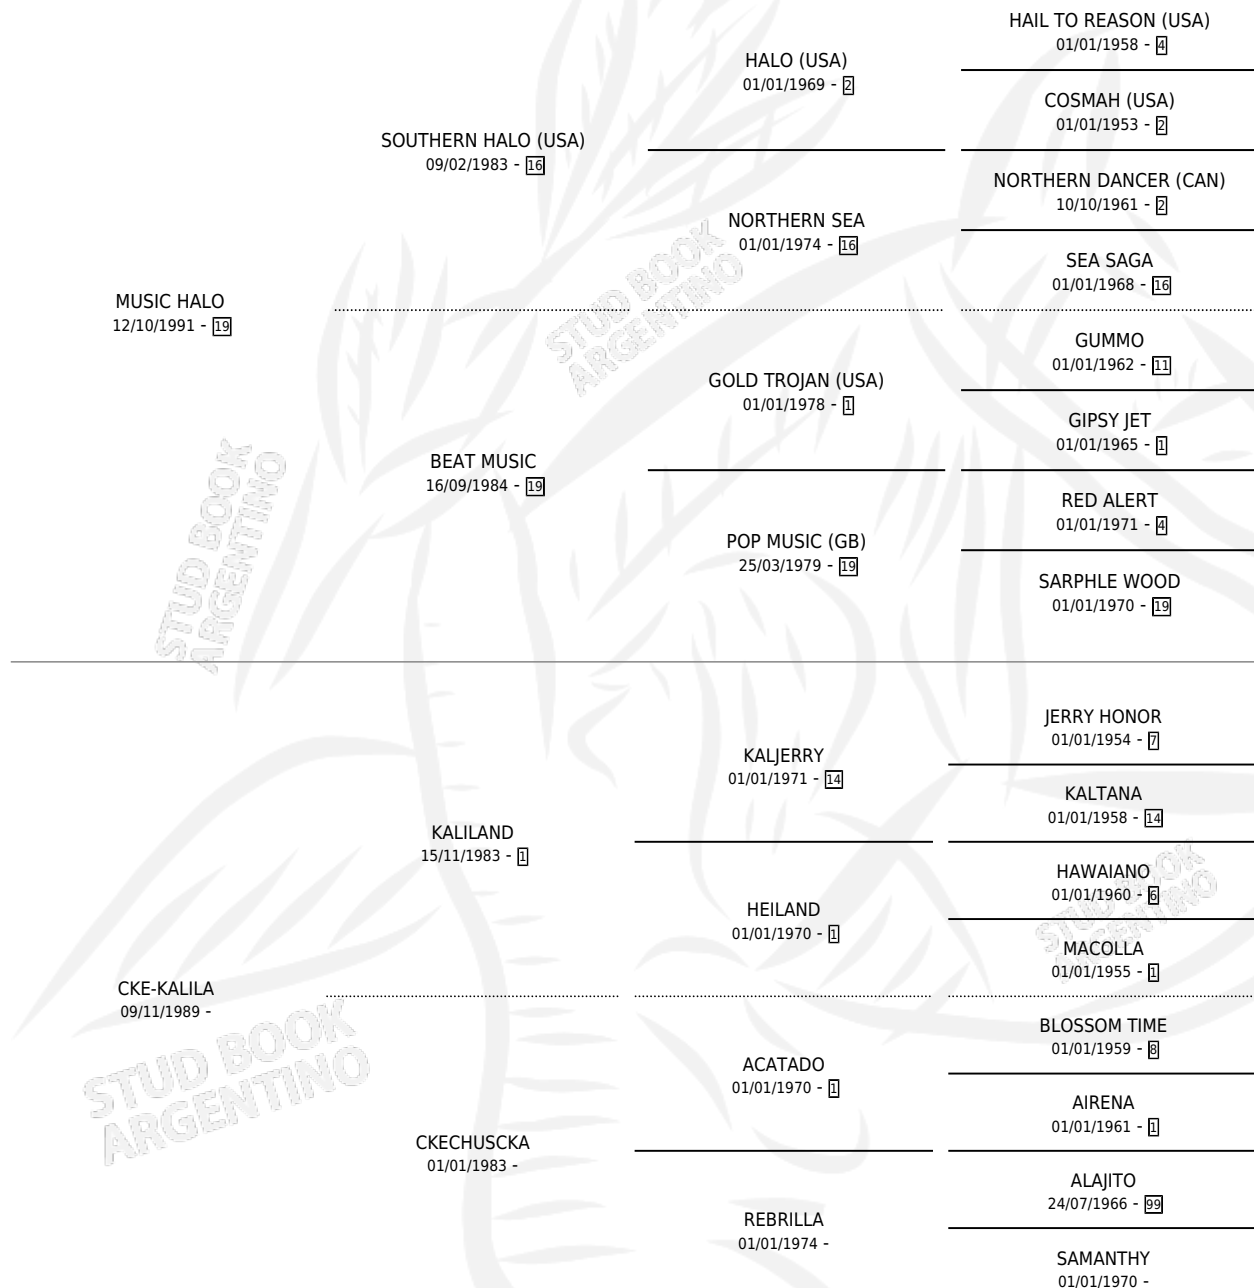 HAIL TO REASON (USA)
01/01/1958 - 4
HALO (USA)
01/01/1969 - 2
COSMAH (USA)
01/01/1953 - 2
SOUTHERN HALO (USA)
09/02/1983 - 16
NORTHERN DANCER (CAN)
10/10/1961 - 2
NORTHERN SEA
01/01/1974 - 16
SEA SAGA
01/01/1968 - 16
MUSIC HALO
12/10/1991 - 19
GUMMO
01/01/1962 - 11
GOLD TROJAN (USA)
01/01/1978 - 1
GIPSY JET
01/01/1965 - 1
BEAT MUSIC
16/09/1984 - 19
RED ALERT
01/01/1971 - 4
POP MUSIC (GB)
25/03/1979 - 19
SARPHLE WOOD
01/01/1970 - 19
JERRY HONOR
01/01/1954 - 7
KALJERRY
01/01/1971 - 14
KALTANA
01/01/1958 - 14
KALILAND
15/11/1983 - 1
HAWAIANO
01/01/1960 - 6
HEILAND
01/01/1970 - 1
MACOLLA
01/01/1955 - 1
CKE-KALILA
09/11/1989 -
BLOSSOM TIME
01/01/1959 - 8
ACATADO
01/01/1970 - 1
AIRENA
01/01/1961 - 1
CKECHUSCKA
01/01/1983 -
ALAJITO
24/07/1966 - 99
REBRILLA
01/01/1974 -
SAMANTHY
01/01/1970 -
STUD BOOK
ARGENTINO
STUD BOOK
ARGENTINO
STUD BOOK
ARGENTINO
STUD BOOK
ARGENTINO